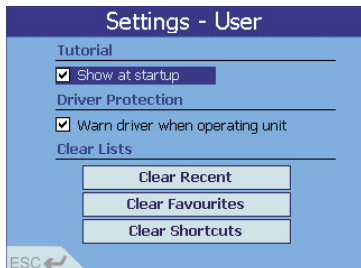 Settings - User
Tutorial
Show at startup
Driver Protection
Warn driver when operating unit
Clear Lists
Clear Recent
Clear Favourites
Clear Shortcuts
ESC